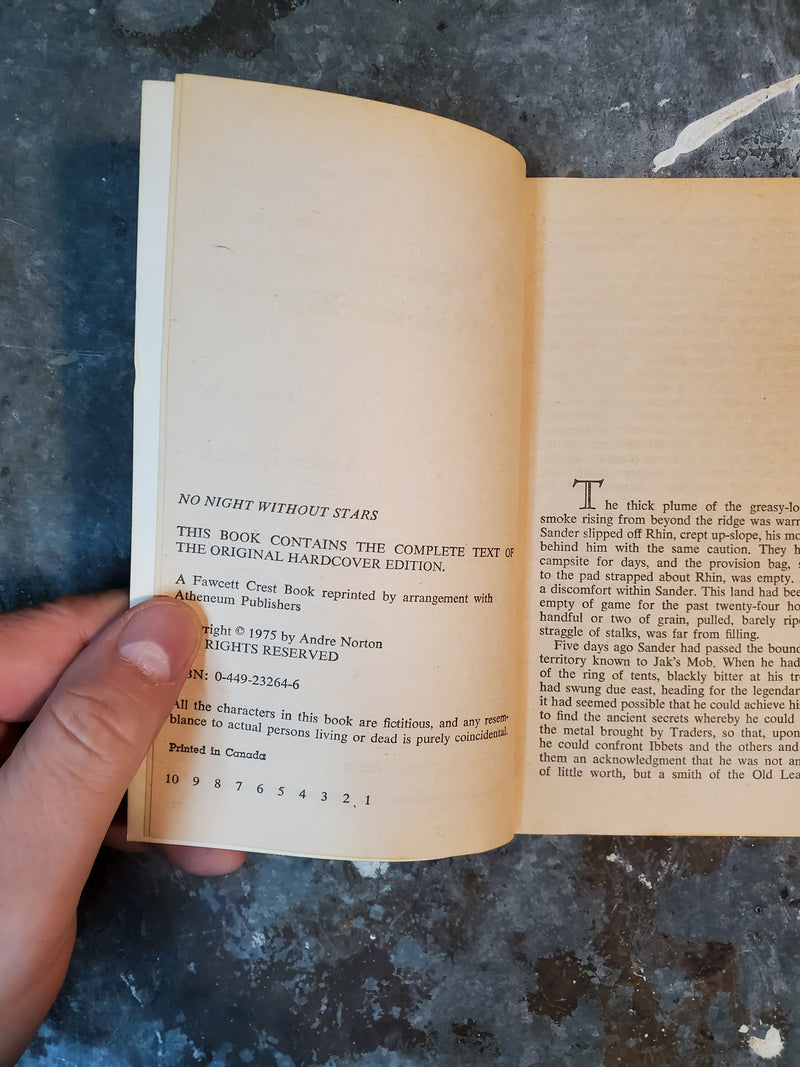 NO NIGHT WITHOUT STARS
THIS BOOK CONTAINS THE COMPLETE TEXT OF
THE ORIGINAL HARDCOVER EDITION.
A Fawcett Crest Book reprinted by arrangement with
Atheneum Publishers
right © 1975 by Andre Norton
RIGHTS RESERVED
BN: 0-449-23264-6
All the characters in this book are fictitious, and any resem-
blance to actual persons living or dead is purely coincidental.
Printed in Canada
10 9 8 7 6 5 4 3 2 1
The thick plume of the greasy-lo
smoke rising from beyond the ridge was warn
Sander slipped off Rhin, crept up-slope, his mo
behind him with the same caution. They h
campsite for days, and the provision bag, s
to the pad strapped about Rhin, was empty.
a discomfort within Sander. This land had bee
empty of game for the past twenty-four ho
handful or two of grain, pulled, barely ripe
straggle of stalks, was far from filling.
Five days ago Sander had passed the bound
territory known to Jak's Mob. When he had
of the ring of tents, blackly bitter at his tre
had swung due east, heading for the legendar
it had seemed possible that he could achieve hi
to find the ancient secrets whereby he could
the metal brought by Traders, so that, upon
he could confront Ibbets and the others and
them an acknowledgment that he was not an
of little worth, but a smith of the Old Lea